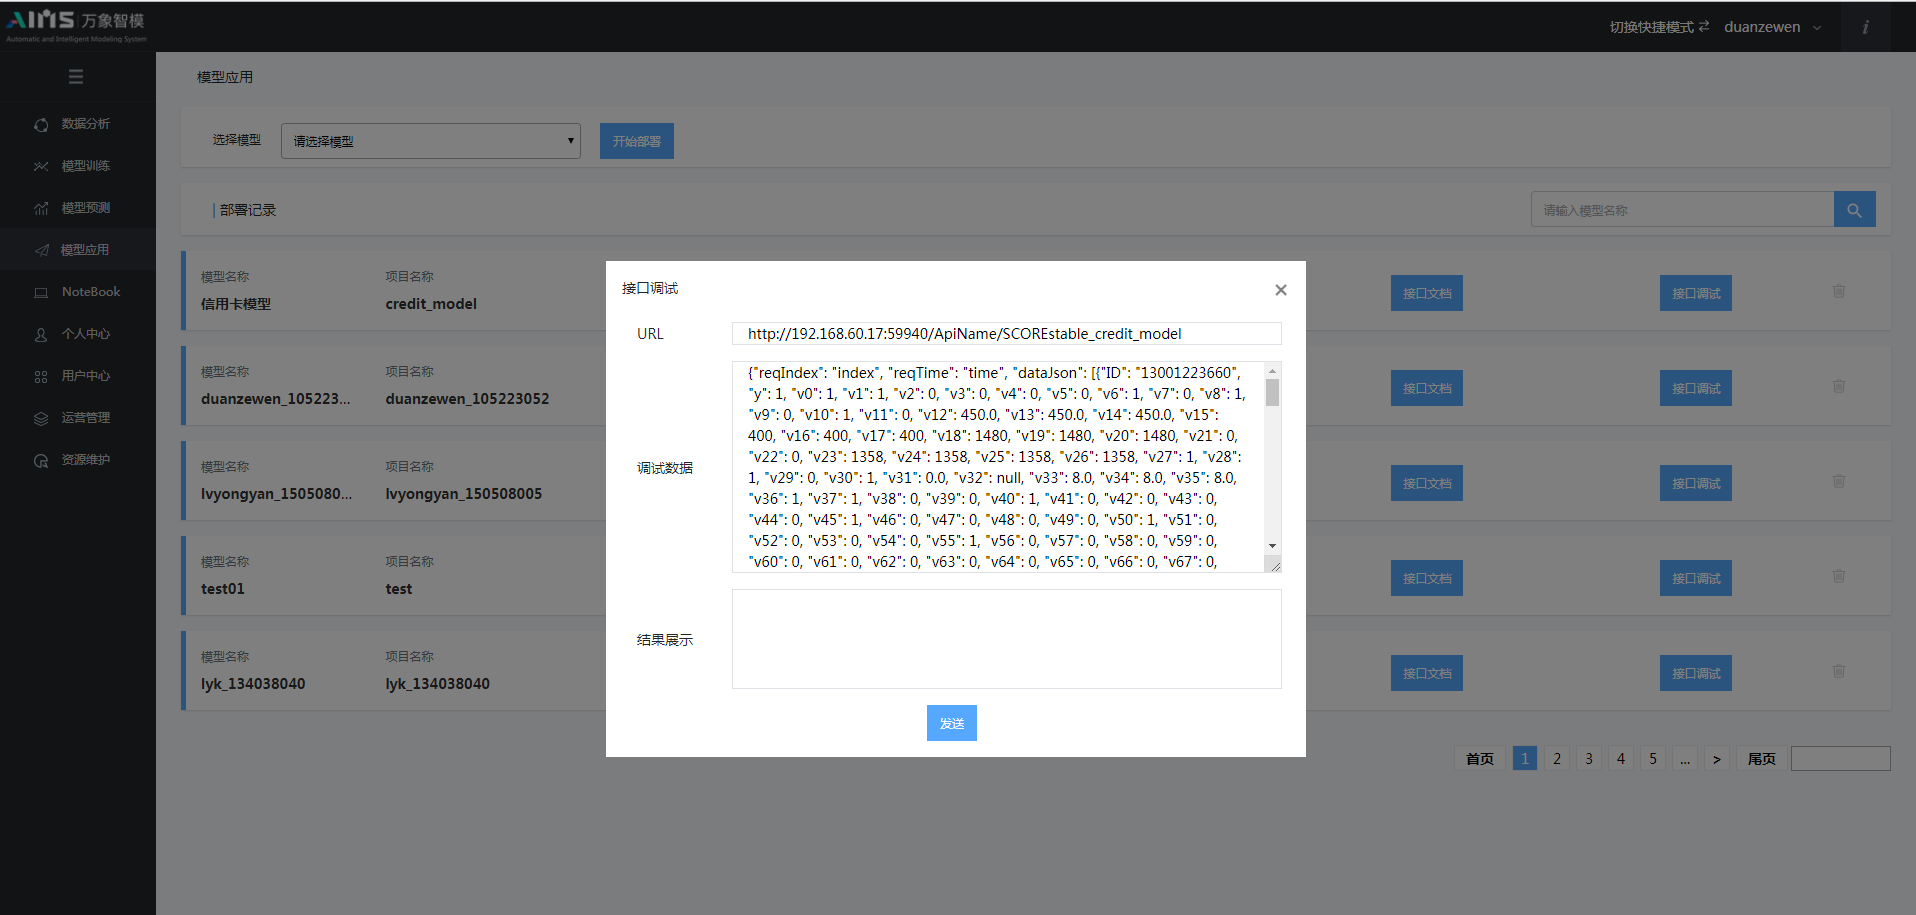 AIMS 万象智模
Automatic and Intelligent Modeling System
切换快捷模式 duanzewen
i
数据分析
模型训练
模型预测
模型应用
NoteBook
个人中心
用户中心
运营管理
资源维护
模型应用
选择模型 请选择模型 开始部署
部署记录 请输入模型名称
模型名称 项目名称
信用卡模型 credit_model 接口文档 接口调试
模型名称 项目名称
duanzewen_105223... duanzewen_105223052 接口文档 接口调试
模型名称 项目名称
lvyongyan_1505080... lvyongyan_150508005 接口文档 接口调试
模型名称 项目名称
test01 test 接口文档 接口调试
模型名称 项目名称
lyk_134038040 lyk_134038040 接口文档 接口调试
首页 1 2 3 4 5 ... > 尾页
接口调试 ×
URL http://192.168.60.17:59940/ApiName/SCOREstable_credit_model
调试数据
{"reqIndex": "index", "reqTime": "time", "dataJson": [{"ID": "13001223660",
"y": 1, "v0": 1, "v1": 1, "v2": 0, "v3": 0, "v4": 0, "v5": 0, "v6": 1, "v7": 0, "v8": 1,
"v9": 0, "v10": 1, "v11": 0, "v12": 450.0, "v13": 450.0, "v14": 450.0, "v15":
400, "v16": 400, "v17": 400, "v18": 1480, "v19": 1480, "v20": 1480, "v21": 0,
"v22": 0, "v23": 1358, "v24": 1358, "v25": 1358, "v26": 1358, "v27": 1, "v28":
1, "v29": 0, "v30": 1, "v31": 0.0, "v32": null, "v33": 8.0, "v34": 8.0, "v35": 8.0,
"v36": 1, "v37": 1, "v38": 0, "v39": 0, "v40": 1, "v41": 0, "v42": 0, "v43": 0,
"v44": 0, "v45": 1, "v46": 0, "v47": 0, "v48": 0, "v49": 0, "v50": 1, "v51": 0,
"v52": 0, "v53": 0, "v54": 0, "v55": 1, "v56": 0, "v57": 0, "v58": 0, "v59": 0,
"v60": 0, "v61": 0, "v62": 0, "v63": 0, "v64": 0, "v65": 0, "v66": 0, "v67": 0,
结果展示
发送